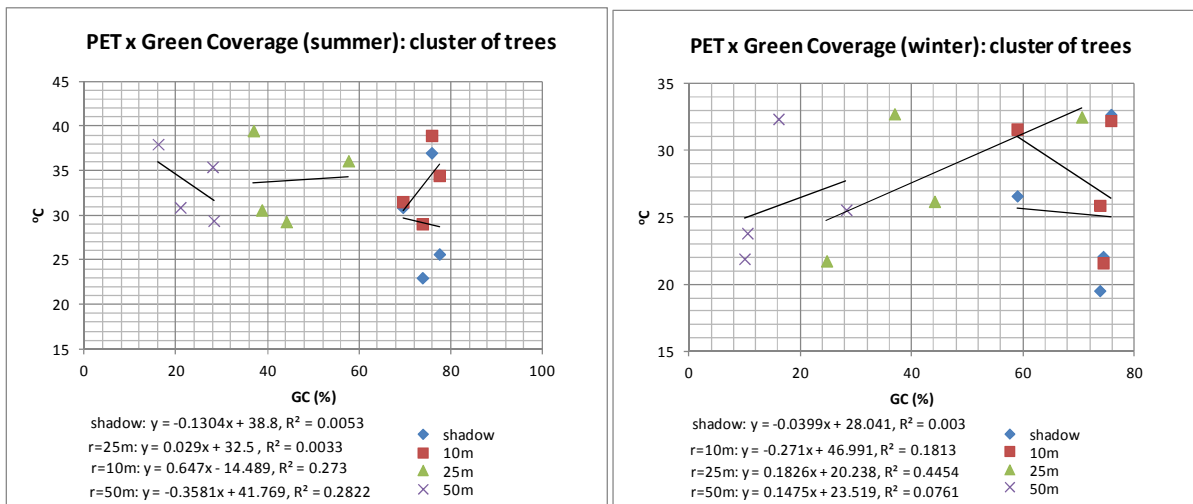 PET x Green Coverage (summer): cluster of trees
45
40
35
30
25
20
15
ºC
0 20 40 60 80 100
GC (%)
shadow: y = -0.1304x + 38.8, R² = 0.0053
r=25m: y = 0.029x + 32.5 , R² = 0.0033
r=10m: y = 0.647x - 14.489, R² = 0.273
r=50m: y = -0.3581x + 41.769, R² = 0.2822
shadow
10m
25m
50m
PET x Green Coverage (winter): cluster of trees
35
30
25
20
15
ºC
0 20 40 60 80
GC (%)
shadow: y = -0.0399x + 28.041, R² = 0.003
r=10m: y = -0.271x + 46.991, R² = 0.1813
r=25m: y = 0.1826x + 20.238, R² = 0.4454
r=50m: y = 0.1475x + 23.519, R² = 0.0761
shadow
10m
25m
50m